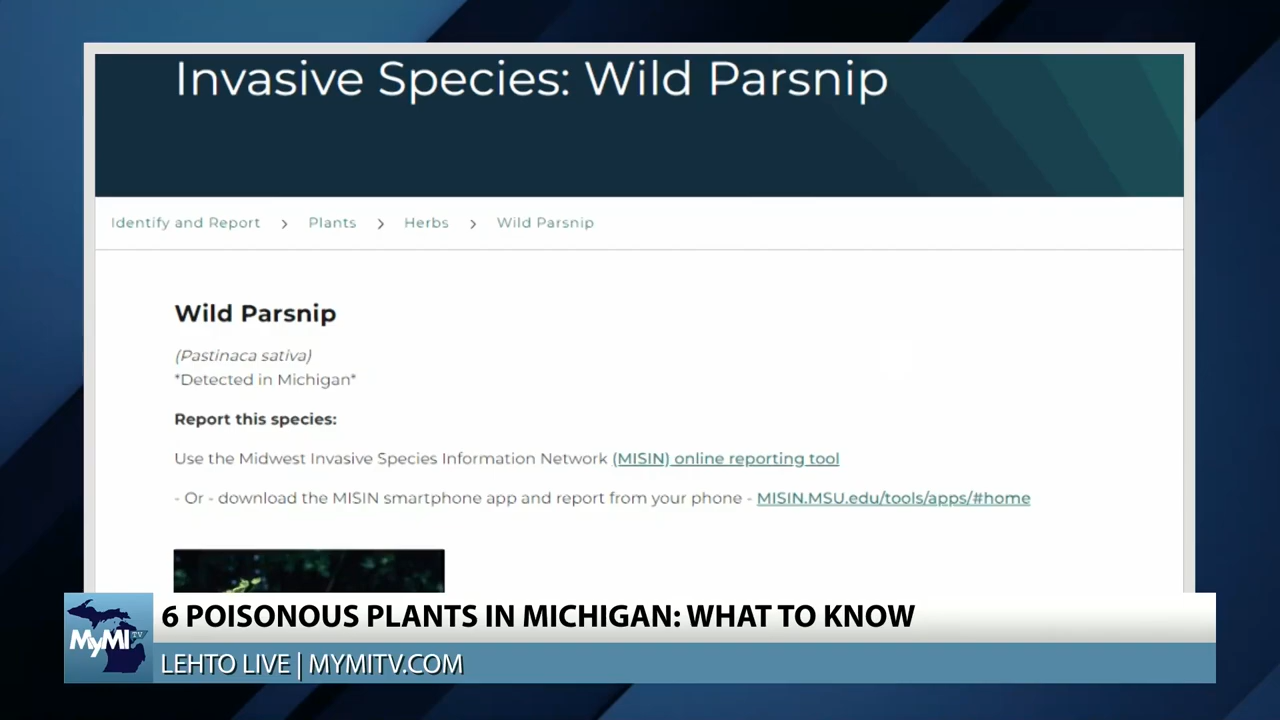 Invasive Species: Wild Parsnip
Identify and Report > Plants > Herbs > Wild Parsnip
Wild Parsnip
(Pastinaca sativa)
*Detected in Michigan*
Report this species:
Use the Midwest Invasive Species Information Network (MISIN) online reporting tool
- Or - download the MISIN smartphone app and report from your phone - MISIN.MSU.edu/tools/apps/#home
6 POISONOUS PLANTS IN MICHIGAN: WHAT TO KNOW
MyMI TV
LEHTO LIVE | MYMITV.COM